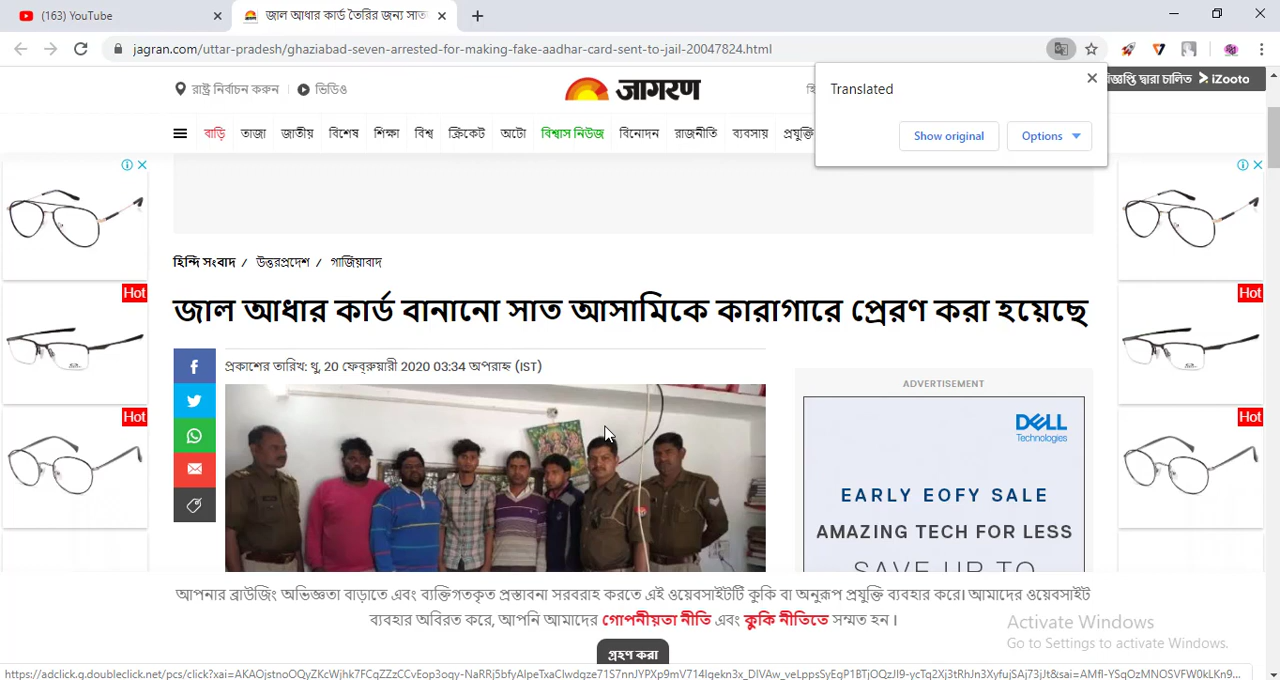 (163) YouTube
জাল আধার কার্ড তৈরির জন্য সাত
jagran.com/uttar-pradesh/ghaziabad-seven-arrested-for-making-fake-aadhar-card-sent-to-jail-20047824.html
রাষ্ট্র নির্বাচন করুন
ভিডিও
जागरण
Translated
Show original
Options
দ্বারা চালিত
iZooto
বাড়ি তাজা জাতীয় বিশেষ শিক্ষা বিশ্ব ক্রিকেট অটো বিশ্বাস নিউজ বিনোদন রাজনীতি ব্যবসায় প্রযুক্তি
হিন্দি সংবাদ / উত্তরপ্রদেশ / গাজিয়াবাদ
জাল আধার কার্ড বানানো সাত আসামিকে কারাগারে প্রেরণ করা হয়েছে
প্রকাশের তারিখ: থু, 20 ফেব্রুয়ারী 2020 03:34 অপরাহ্ন (IST)
Hot
Hot
Hot
Hot
ADVERTISEMENT
DELL
Technologies
EARLY EOFY SALE
AMAZING TECH FOR LESS
SAVE UP TO
আপনার ব্রাউজিং অভিজ্ঞতা বাড়াতে এবং ব্যক্তিগতকৃত প্রস্তাবনা সরবরাহ করতে এই ওয়েবসাইটটি কুকি বা অনুরূপ প্রযুক্তি ব্যবহার করে। আমাদের ওয়েবসাইট
ব্যবহার অবিরত করে, আপনি আমাদের গোপনীয়তা নীতি এবং কুকি নীতিতে সম্মত হন।
গ্রহণ করা
Activate Windows
Go to Settings to activate Windows.